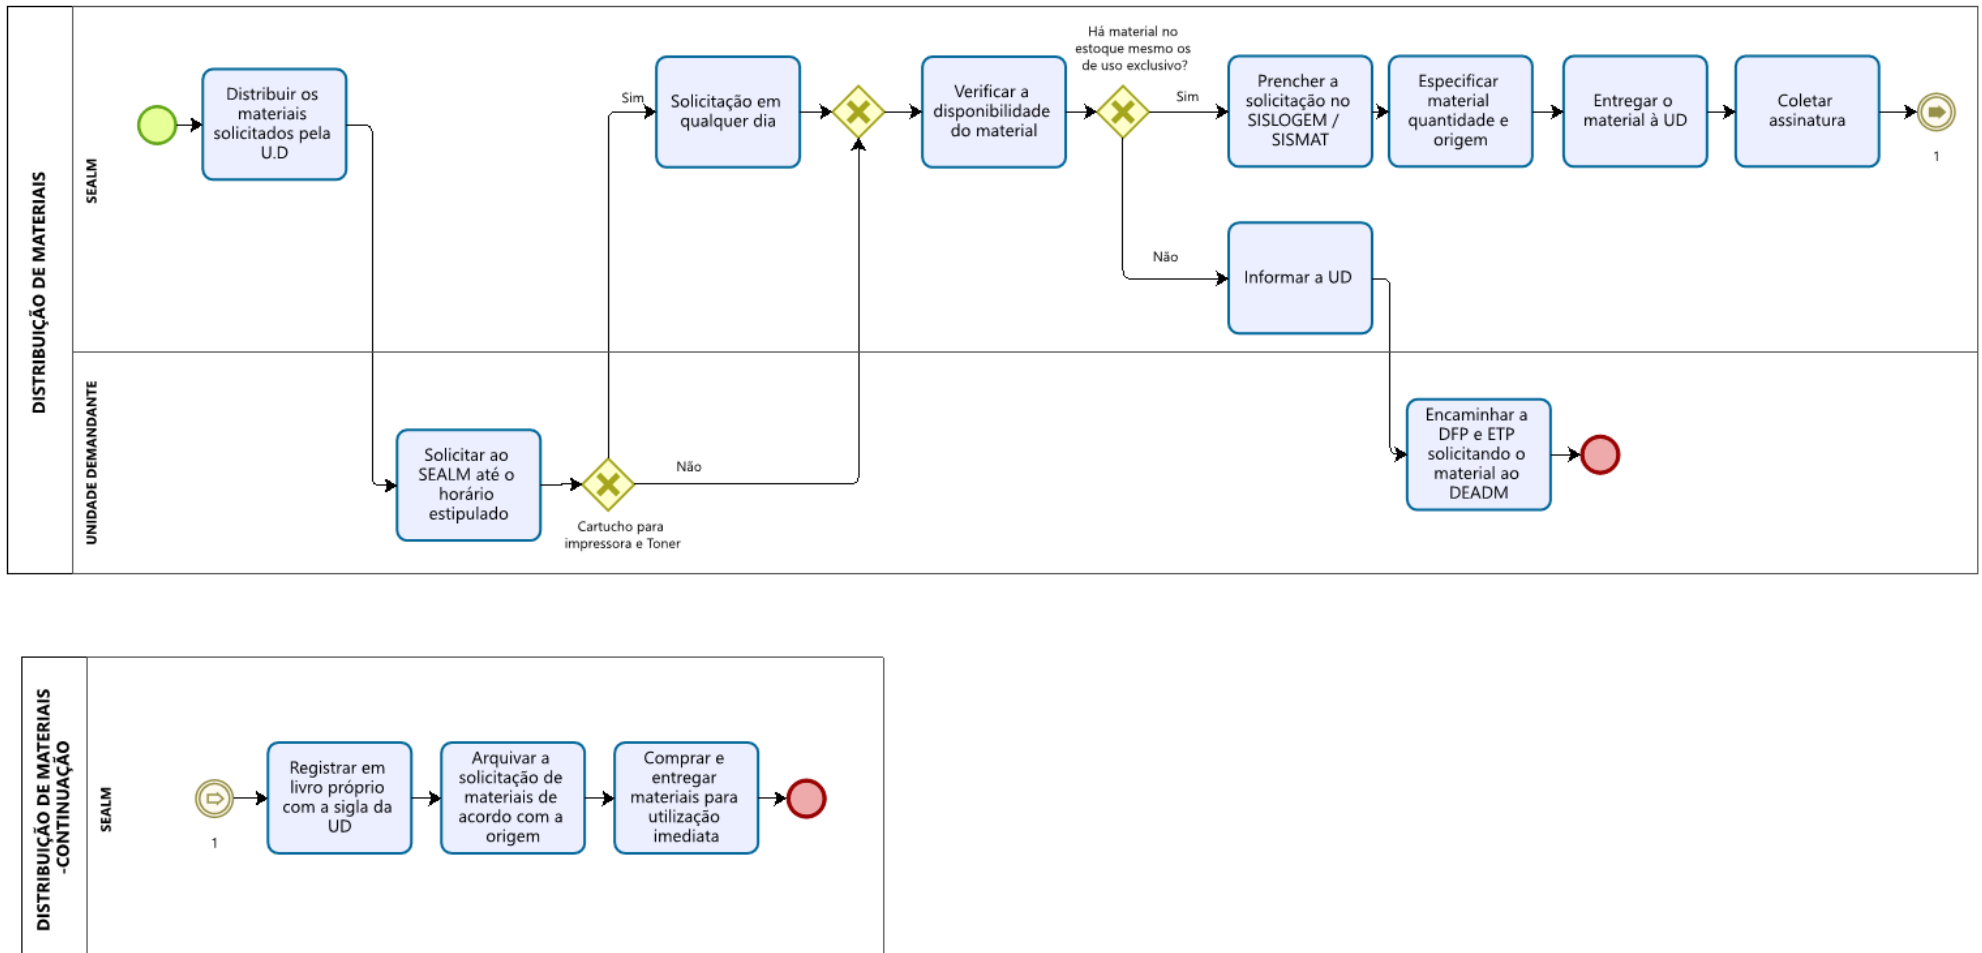 DISTRIBUIÇÃO DE MATERIAIS
SEALM
Distribuir os
materiais
solicitados pela
U.D
Sim
Solicitação em
qualquer dia
Verificar a
disponibilidade
do material
Há material no
estoque mesmo os
de uso exclusivo?
Sim
Prencher a
solicitação no
SISLOGEM /
SISMAT
Especificar
material
quantidade e
origem
Entregar o
material à UD
Coletar
assinatura
1
Não
Informar a UD
UNIDADE DEMANDANTE
Solicitar ao
SEALM até o
horário
estipulado
Cartucho para
impressora e Toner
Não
Encaminhar a
DFP e ETP
solicitando o
material ao
DEADM
DISTRIBUIÇÃO DE MATERIAIS
-CONTINUAÇÃO
SEALM
1
Registrar em
livro próprio
com a sigla da
UD
Arquivar a
solicitação de
materiais de
acordo com a
origem
Comprar e
entregar
materiais para
utilização
imediata